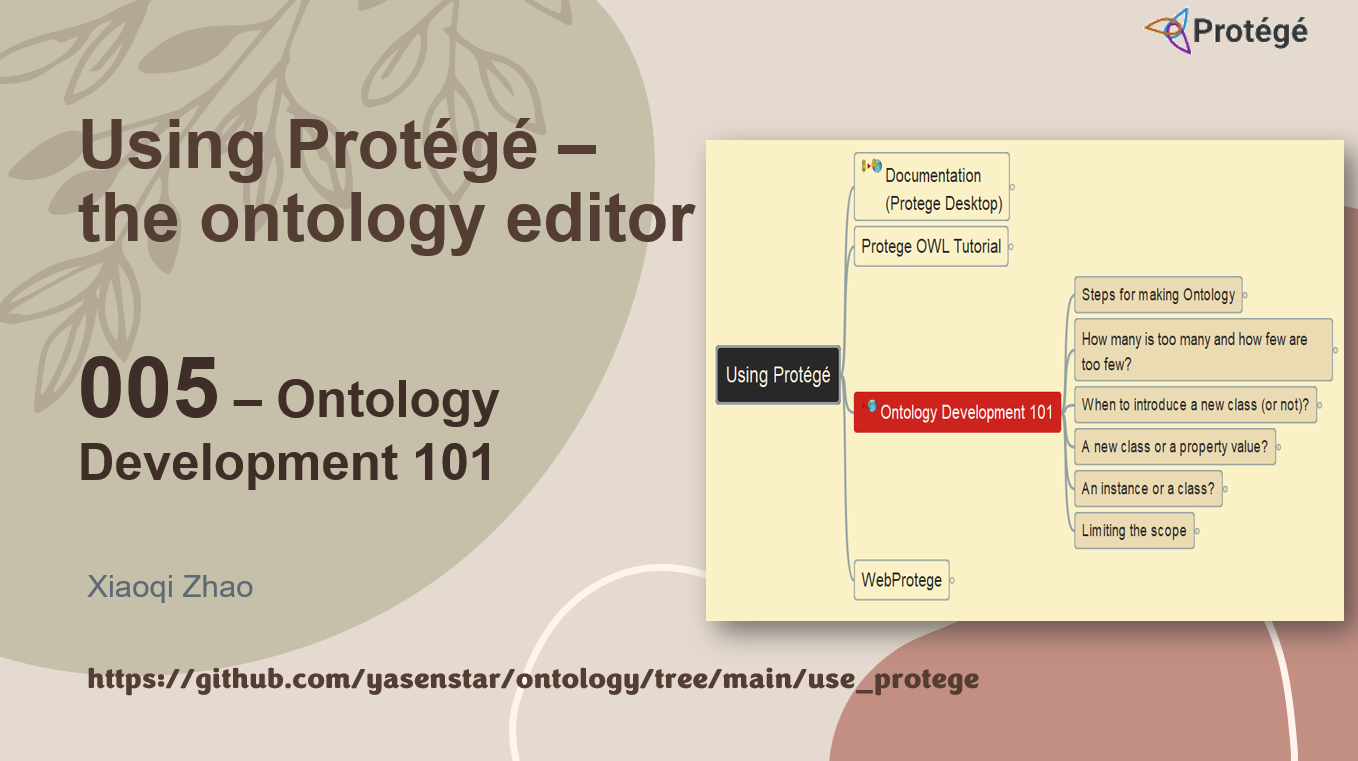 Protégé
Using Protégé –
the ontology editor
005 – Ontology
Development 101
Xiaoqi Zhao
https://github.com/yasenstar/ontology/tree/main/use_protege
Using Protégé
Documentation
(Protege Desktop)
Protege OWL Tutorial
Ontology Development 101
Steps for making Ontology
How many is too many and how few are
too few?
When to introduce a new class (or not)?
A new class or a property value?
An instance or a class?
Limiting the scope
WebProtege